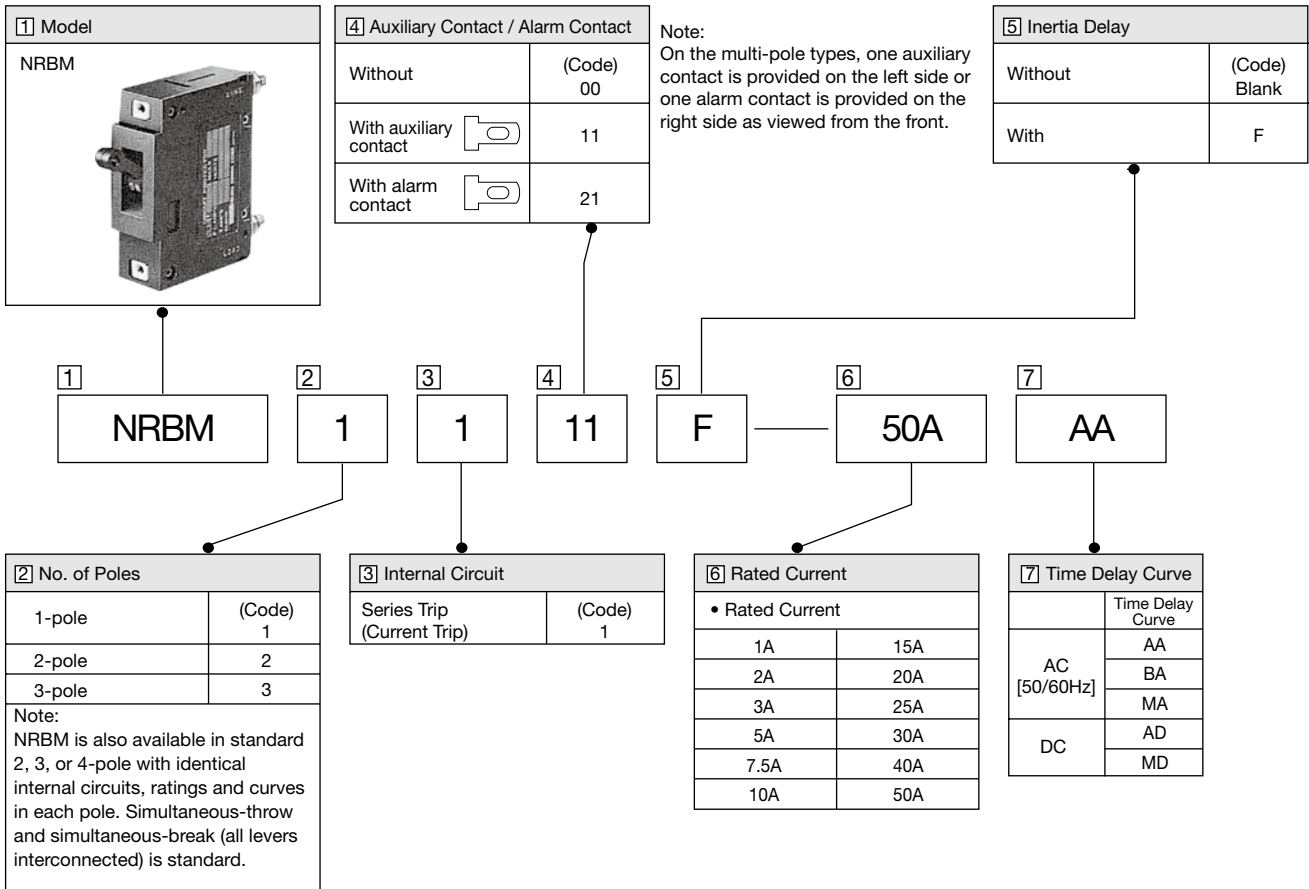 1 Model
NRBM
LINE
LOAD
4 Auxiliary Contact / Alarm Contact
Without
(Code)
00
With auxiliary
contact
11
With alarm
contact
21
Note:
On the multi-pole types, one auxiliary
contact is provided on the left side or
one alarm contact is provided on the
right side as viewed from the front.
5 Inertia Delay
Without
(Code)
Blank
With
F
1 2 3 4 5 6 7
NRBM 1 1 11 F — 50A AA
2 No. of Poles
1-pole
(Code)
1
2-pole 2
3-pole 3
Note:
NRBM is also available in standard
2, 3, or 4-pole with identical
internal circuits, ratings and curves
in each pole. Simultaneous-throw
and simultaneous-break (all levers
interconnected) is standard.
3 Internal Circuit
Series Trip
(Current Trip)
(Code)
1
6 Rated Current
• Rated Current
1A 15A
2A 20A
3A 25A
5A 30A
7.5A 40A
10A 50A
7 Time Delay Curve
Time Delay
Curve
AC
[50/60Hz]
AA
BA
MA
DC
AD
MD